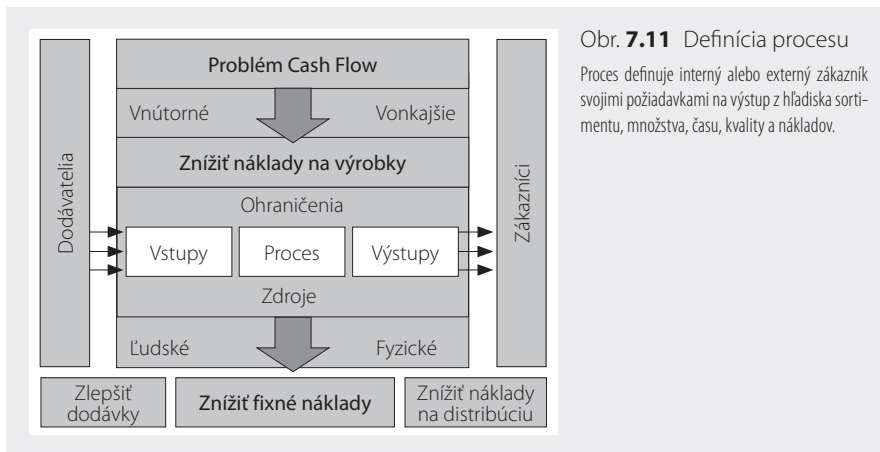 Problém Cash Flow
Vnútorné
Vonkajšie
Znížiť náklady na výrobky
Ohraničenia
Dodávatelia
Vstupy
Proces
Výstupy
Zákazníci
Zdroje
Ľudské
Fyzické
Zlepšiť
dodávky
Znížiť fixné náklady
Znížiť náklady
na distribúciu
Obr. 7.11 Definícia procesu
Proces definuje interný alebo externý zákazník
svojimi požiadavkami na výstup z hľadiska sorti-
mentu, množstva, času, kvality a nákladov.